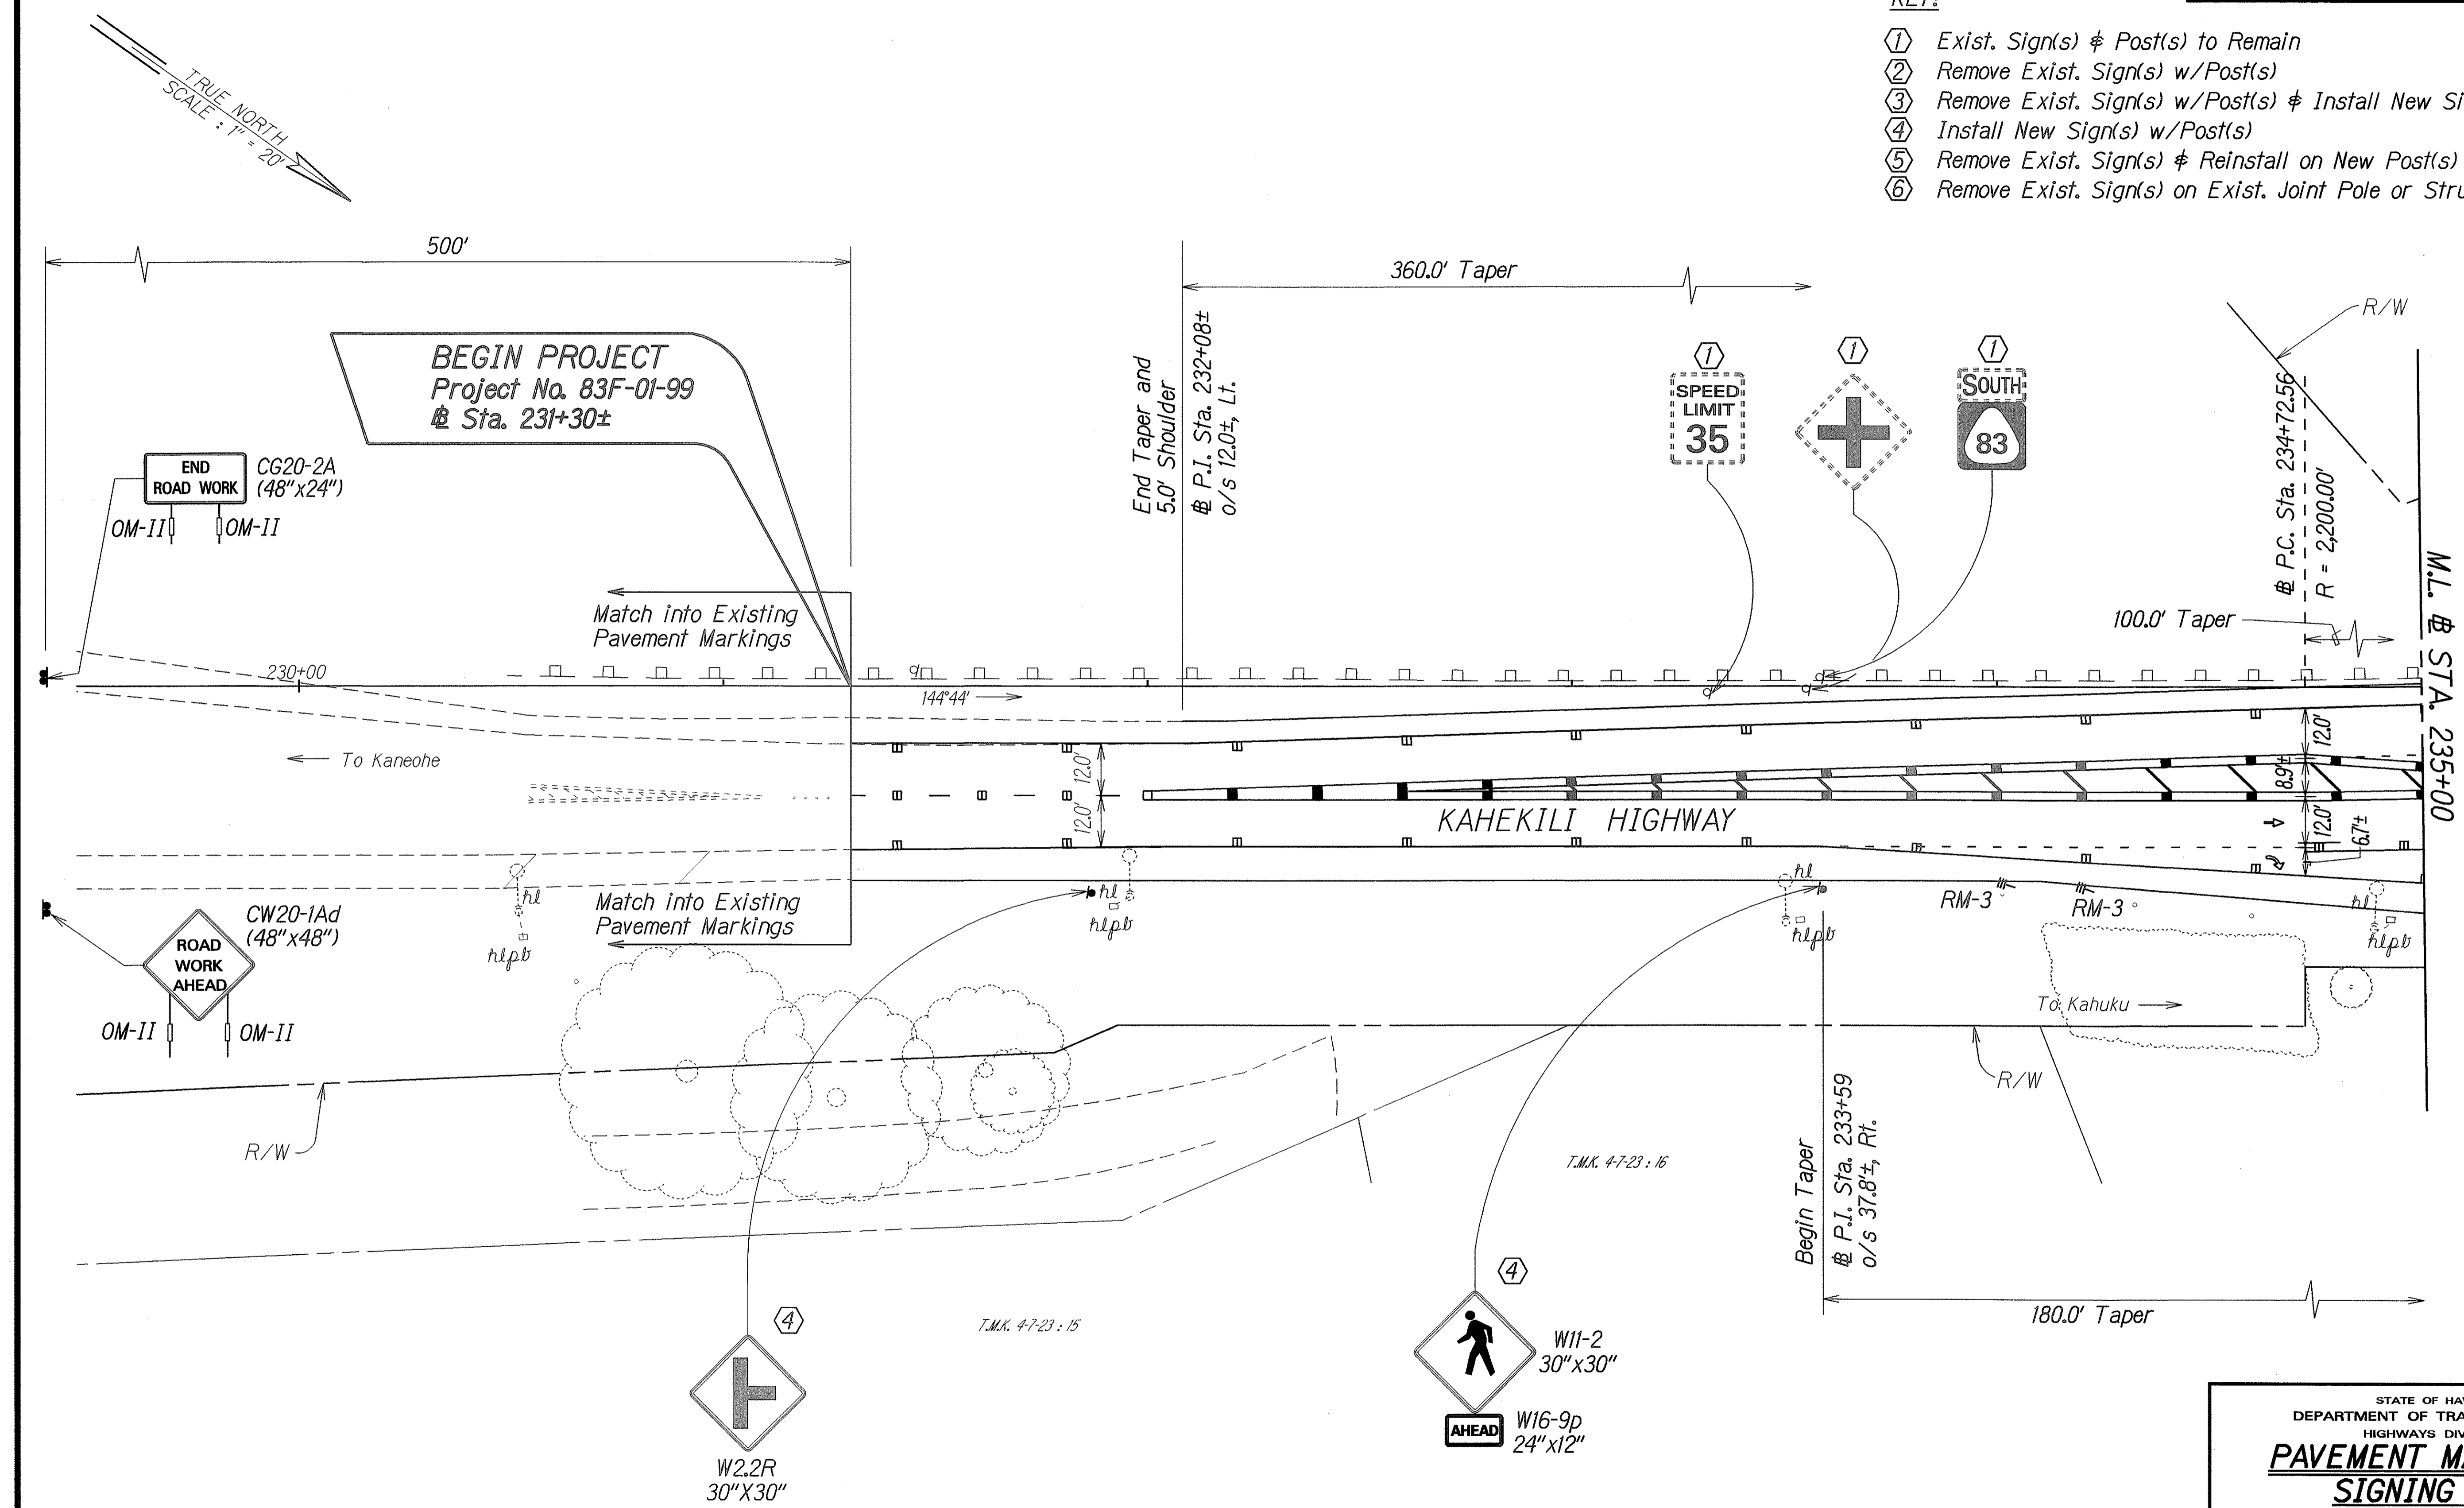 KEY:
1 Exist. Sign(s) & Post(s) to Remain
2 Remove Exist. Sign(s) w/Post(s)
3 Remove Exist. Sign(s) w/Post(s) & Install New
4 Install New Sign(s) w/Post(s)
5 Remove Exist. Sign(s) & Reinstall on New Post(s)
6 Remove Exist. Sign(s) on Exist. Joint Pole or
TRUE NORTH
SCALE : 1" = 20'
500'
360.0' Taper
R/W
BEGIN PROJECT
Project No. 83F-01-99
℄ Sta. 231+30±
End Taper and
5.0' Shoulder
℄ P.I. Sta. 232+08±
o/s 12.0±, Lt.
1
SPEED
LIMIT
35
1
1
SOUTH
83
℄ P.C. Sta. 234+72.56
R = 2,200.00'
100.0' Taper
M.L. ℄ STA. 235+00
END
ROAD WORK
CG20-2A
(48"x24")
OM-II
OM-II
Match into Existing
Pavement Markings
230+00
144°44'
To Kaneohe
12.0'
12.0'
KAHEKILI HIGHWAY
12.0'
8.9'±
12.0'
6.7'±
hl
hlpb
hl
hlpb
hl
hlpb
RM-3
RM-3
hl
hlpb
Match into Existing
Pavement Markings
ROAD
WORK
AHEAD
CW20-1Ad
(48"x48")
OM-II
OM-II
To Kahuku
R/W
R/W
T.M.K. 4-7-23 : 16
T.M.K. 4-7-23 : 15
Begin Taper
℄ P.I. Sta. 233+59
o/s 37.8'±, Rt.
180.0' Taper
4
W2.2R
30"X30"
4
W11-2
30"x30"
AHEAD
W16-9p
24"x12"
STATE OF
DEPARTMENT OF
HIGHWAYS
PAVEMENT
SIGNING